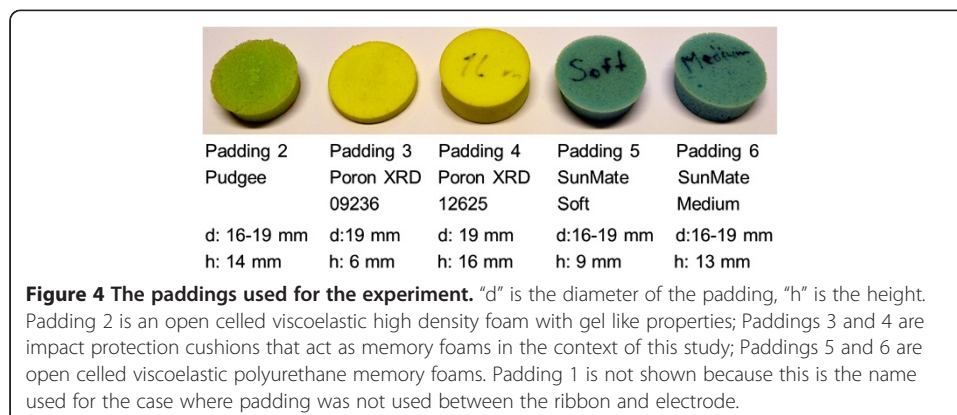 16 m
Soft
Medium
Padding 2 Padding 3 Padding 4 Padding 5 Padding 6
Pudgee Poron XRD Poron XRD SunMate SunMate
09236 12625 Soft Medium
d: 16-19 mm d:19 mm d: 19 mm d:16-19 mm d:16-19 mm
h: 14 mm h: 6 mm h: 16 mm h: 9 mm h: 13 mm
Figure 4 The paddings used for the experiment. “d” is the diameter of the padding, “h” is the height.
Padding 2 is an open celled viscoelastic high density foam with gel like properties; Paddings 3 and 4 are
impact protection cushions that act as memory foams in the context of this study; Paddings 5 and 6 are
open celled viscoelastic polyurethane memory foams. Padding 1 is not shown because this is the name
used for the case where padding was not used between the ribbon and electrode.